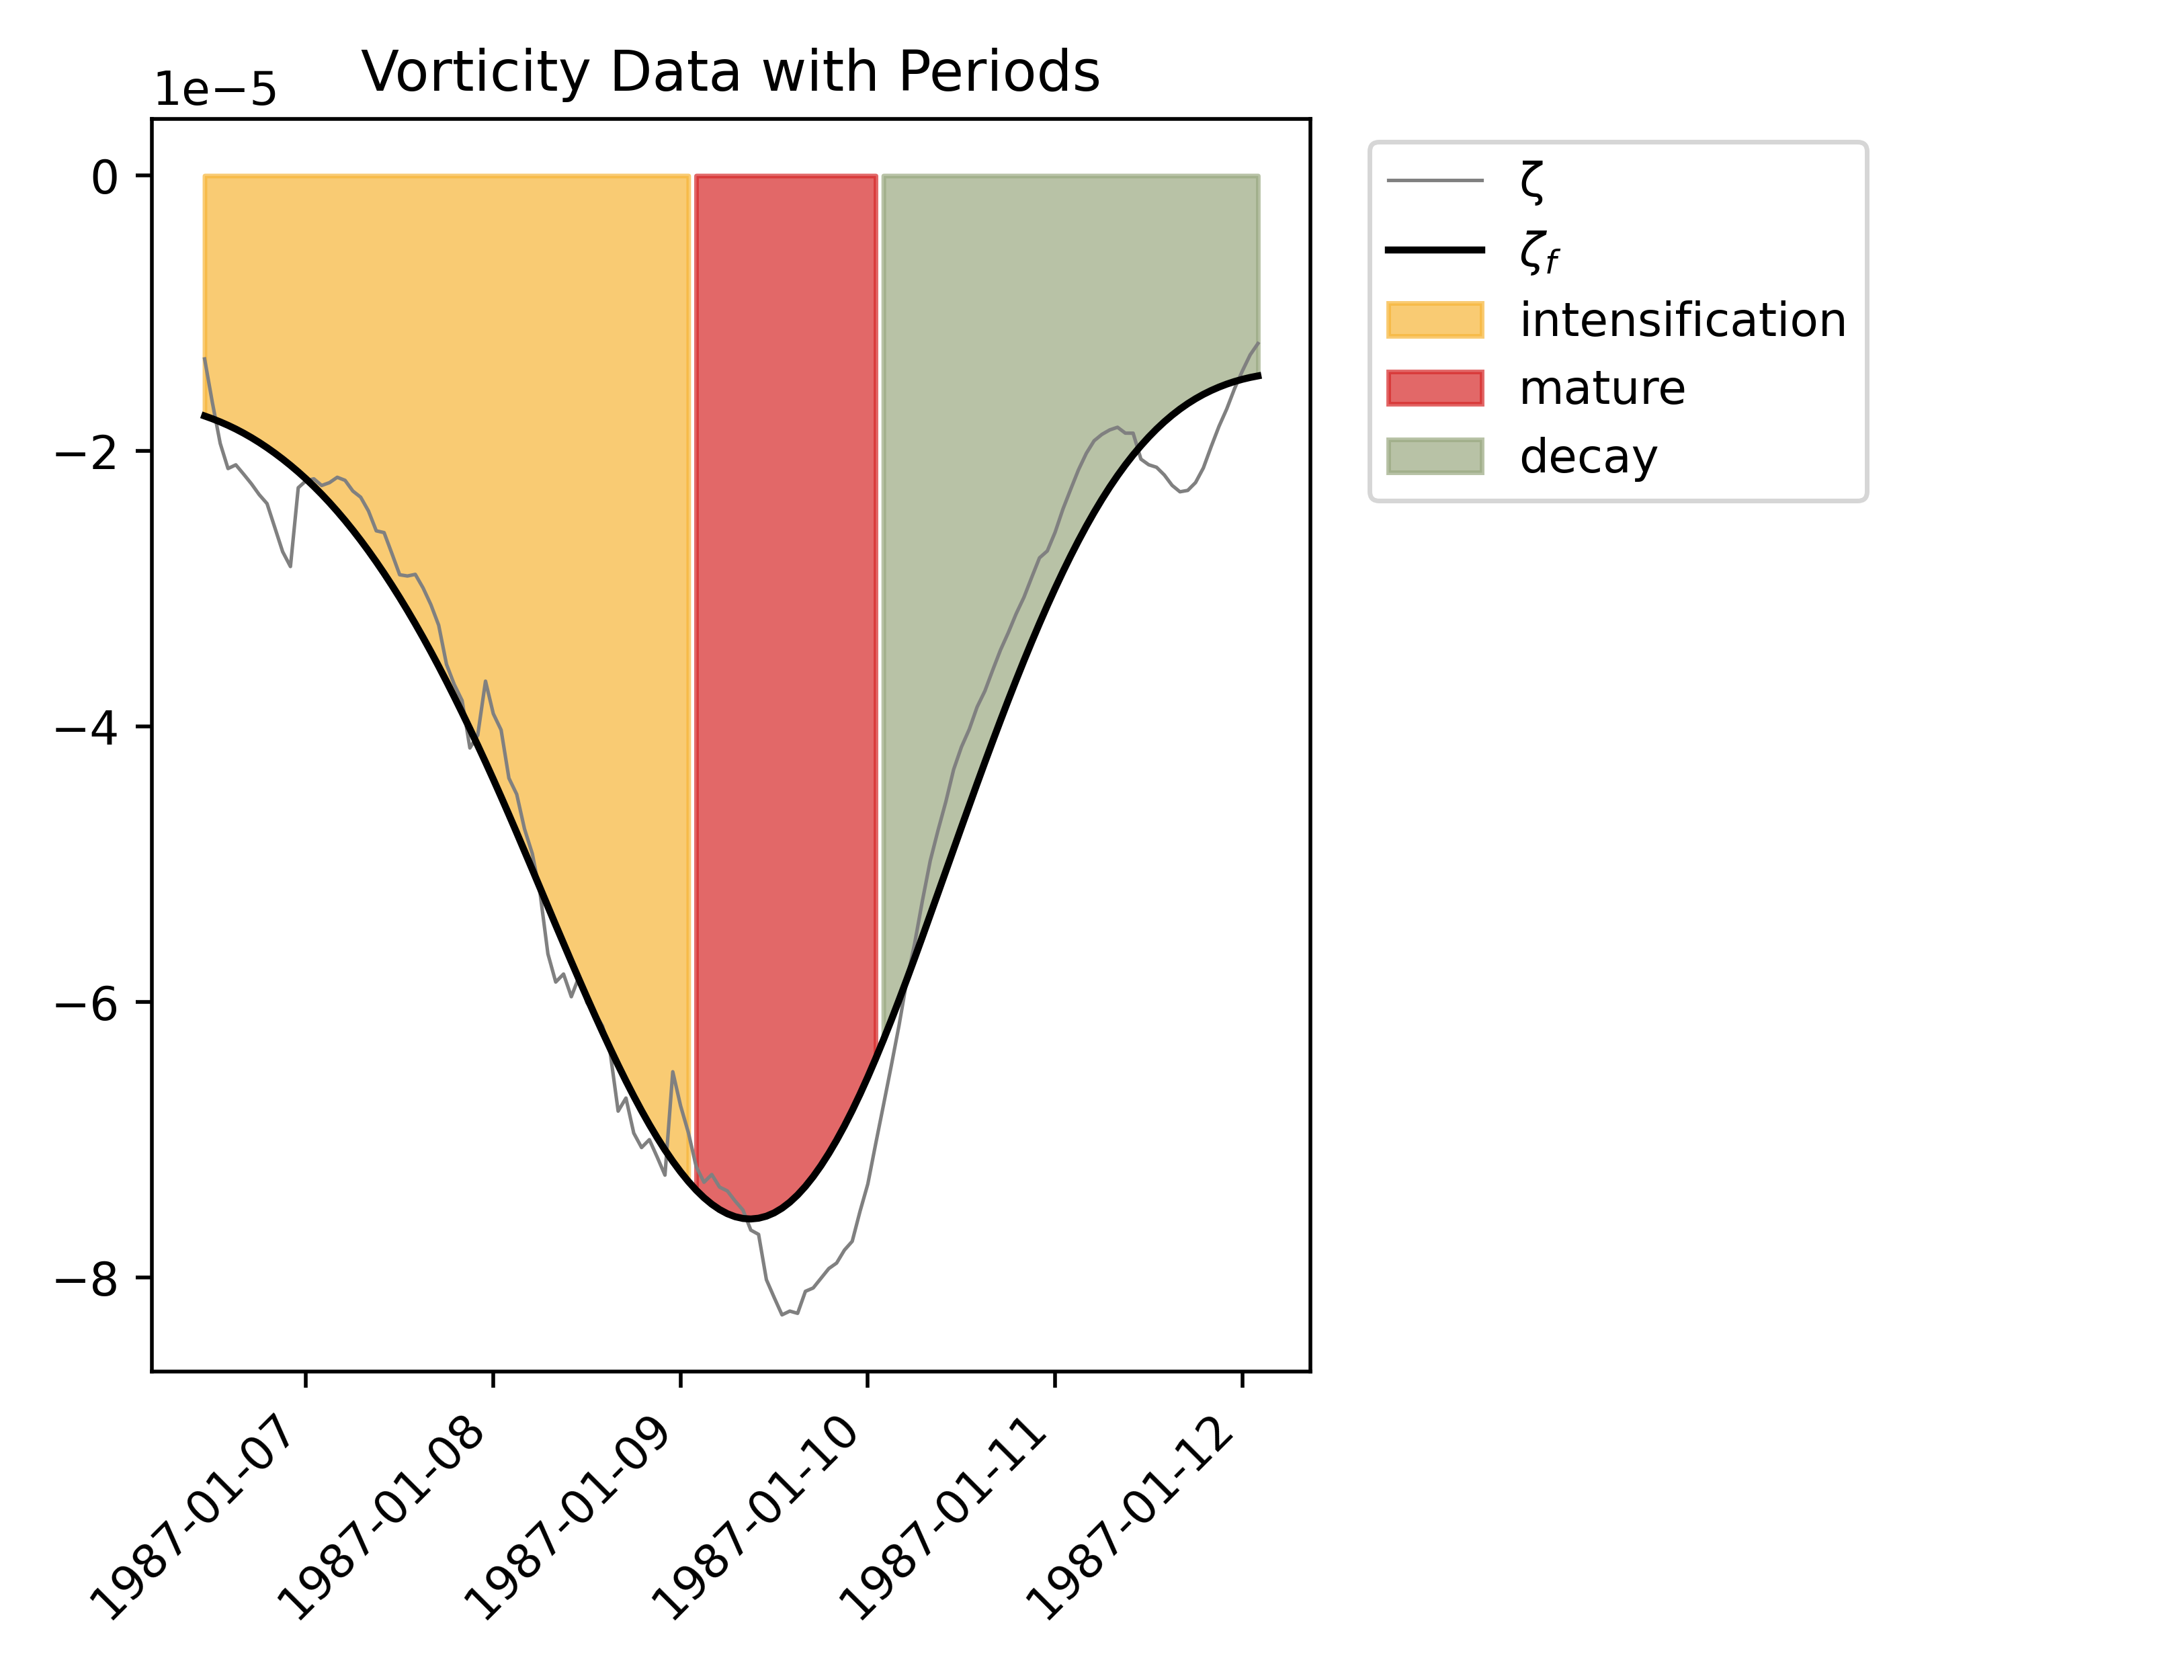 Vorticity Data with Periods
1e−5
0
−2
−4
−6
−8
1987-01-07
1987-01-08
1987-01-09
1987-01-10
1987-01-11
1987-01-12
ζ
ζf
intensification
mature
decay